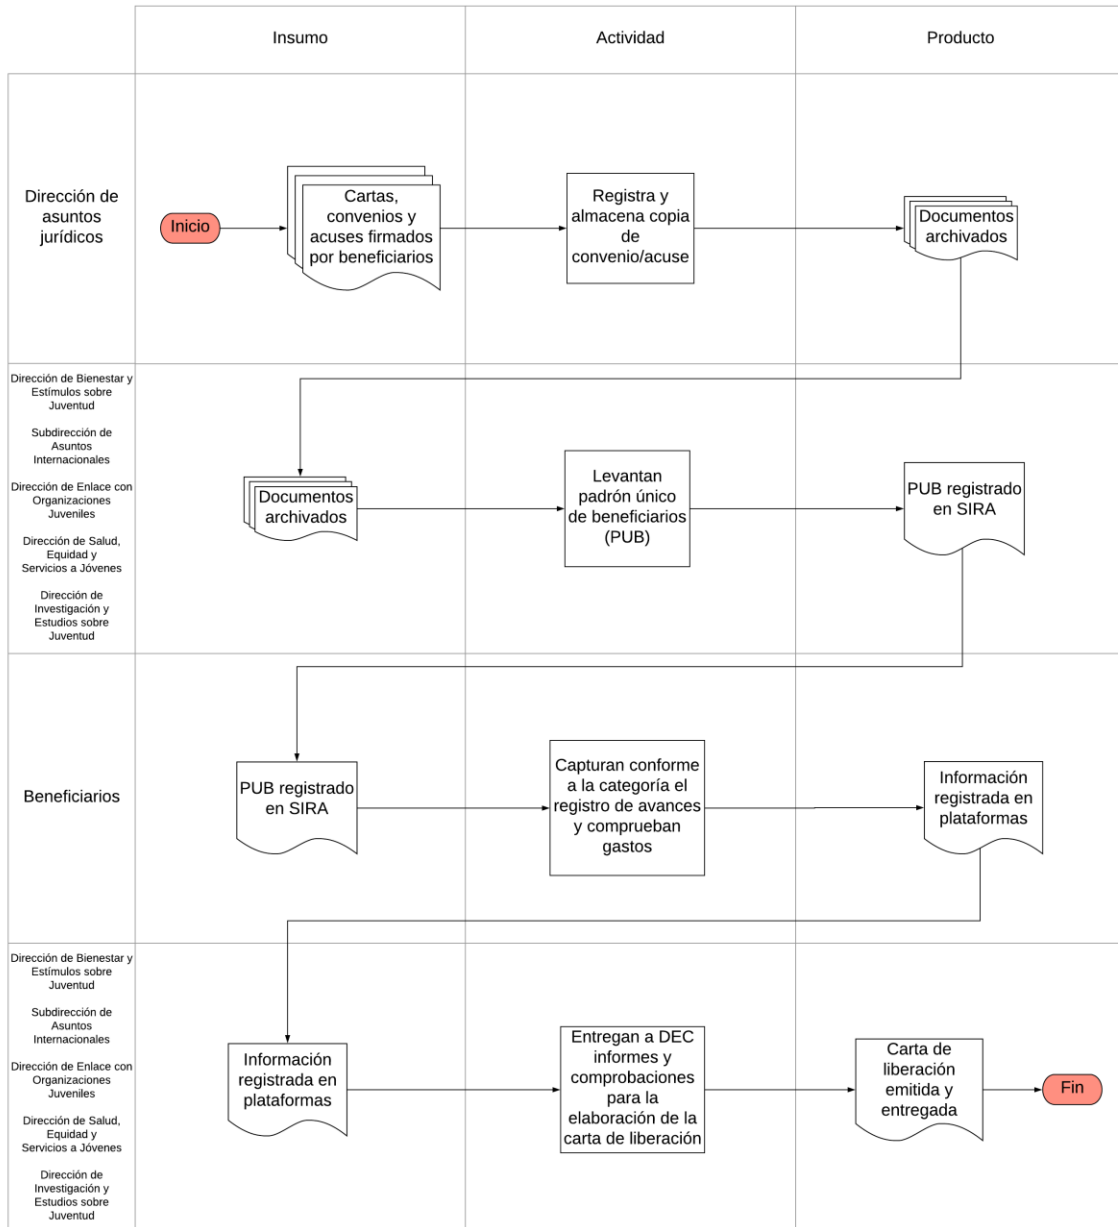 Insumo
Actividad
Producto
Dirección de
asuntos
jurídicos
Inicio
Cartas,
convenios y
acuses firmados
por beneficiarios
Registra y
almacena copia
de
convenio/acuse
Documentos
archivados
Dirección de Bienestar y
Estímulos sobre
Juventud
Subdirección de
Asuntos
Internacionales
Dirección de Enlace con
Organizaciones
Juveniles
Dirección de Salud,
Equidad y
Servicios a Jóvenes
Dirección de
Investigación y
Estudios sobre
Juventud
Documentos
archivados
Levantan
padrón único
de beneficiarios
(PUB)
PUB registrado
en SIRA
Beneficiarios
PUB registrado
en SIRA
Capturan conforme
a la categoría el
registro de avances
y comprueban
gastos
Información
registrada en
plataformas
Dirección de Bienestar y
Estímulos sobre
Juventud
Subdirección de
Asuntos
Internacionales
Dirección de Enlace con
Organizaciones
Juveniles
Dirección de Salud,
Equidad y
Servicios a Jóvenes
Dirección de
Investigación y
Estudios sobre
Juventud
Información
registrada en
plataformas
Entregan a DEC
informes y
comprobaciones
para la
elaboración de la
carta de liberación
Carta de
liberación
emitida y
entregada
Fin